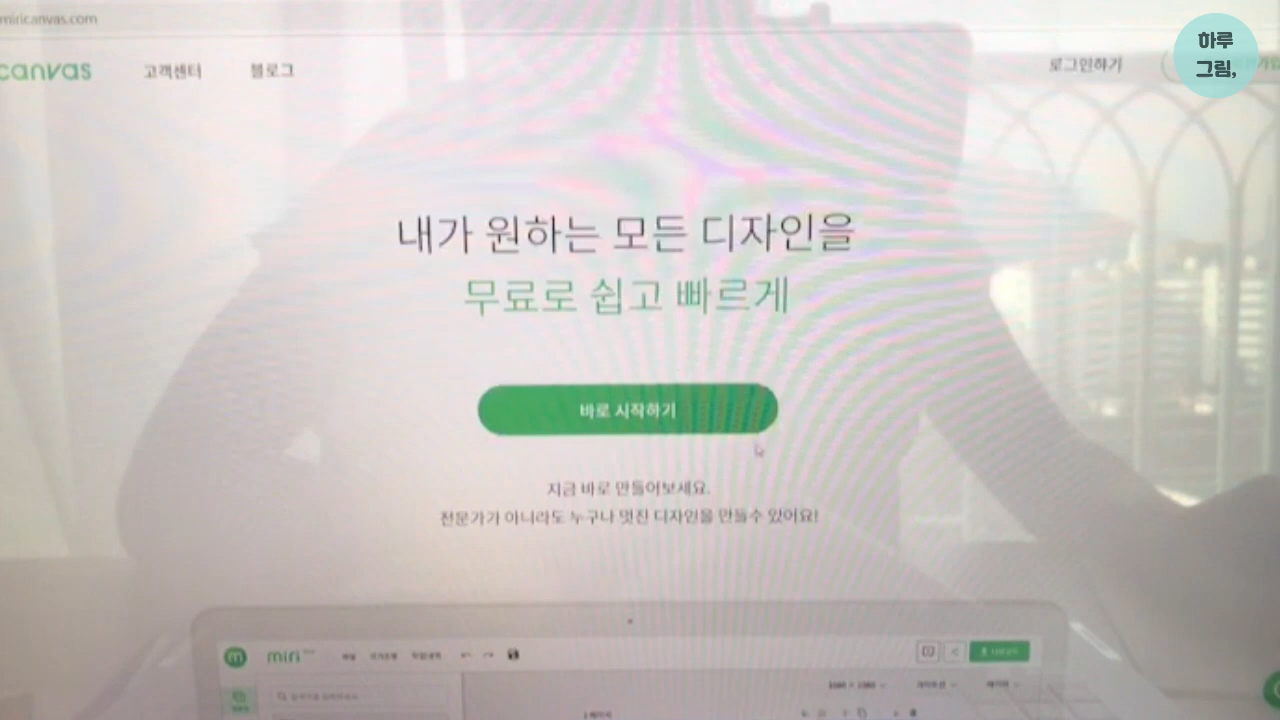 miricanvas.com
canvas
고객센터
블로그
로그인하기
하루
그림,
내가 원하는 모든 디자인을
무료로 쉽고 빠르게
바로 시작하기
지금 바로 만들어보세요.
전문가가 아니라도 누구나 멋진 디자인을 만들수 있어요!
miri